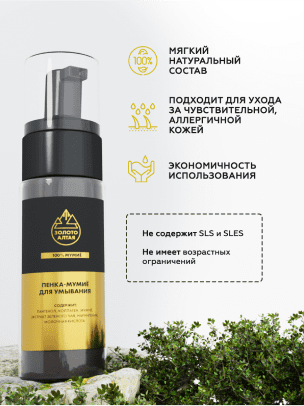 100%
МЯГКИЙ
НАТУРАЛЬНЫЙ
СОСТАВ
ПОДХОДИТ ДЛЯ УХОДА
ЗА ЧУВСТВИТЕЛЬНОЙ,
АЛЛЕРГИЧНОЙ
КОЖЕЙ
ЭКОНОМИЧНОСТЬ
ИСПОЛЬЗОВАНИЯ
Не содержит SLS и SLES
Не имеет возрастных
ограничений
ЗОЛОТО
АЛТАЯ
100% МУМИЁ
ПЕНКА-МУМИЁ
ДЛЯ УМЫВАНИЯ
СОДЕРЖИТ